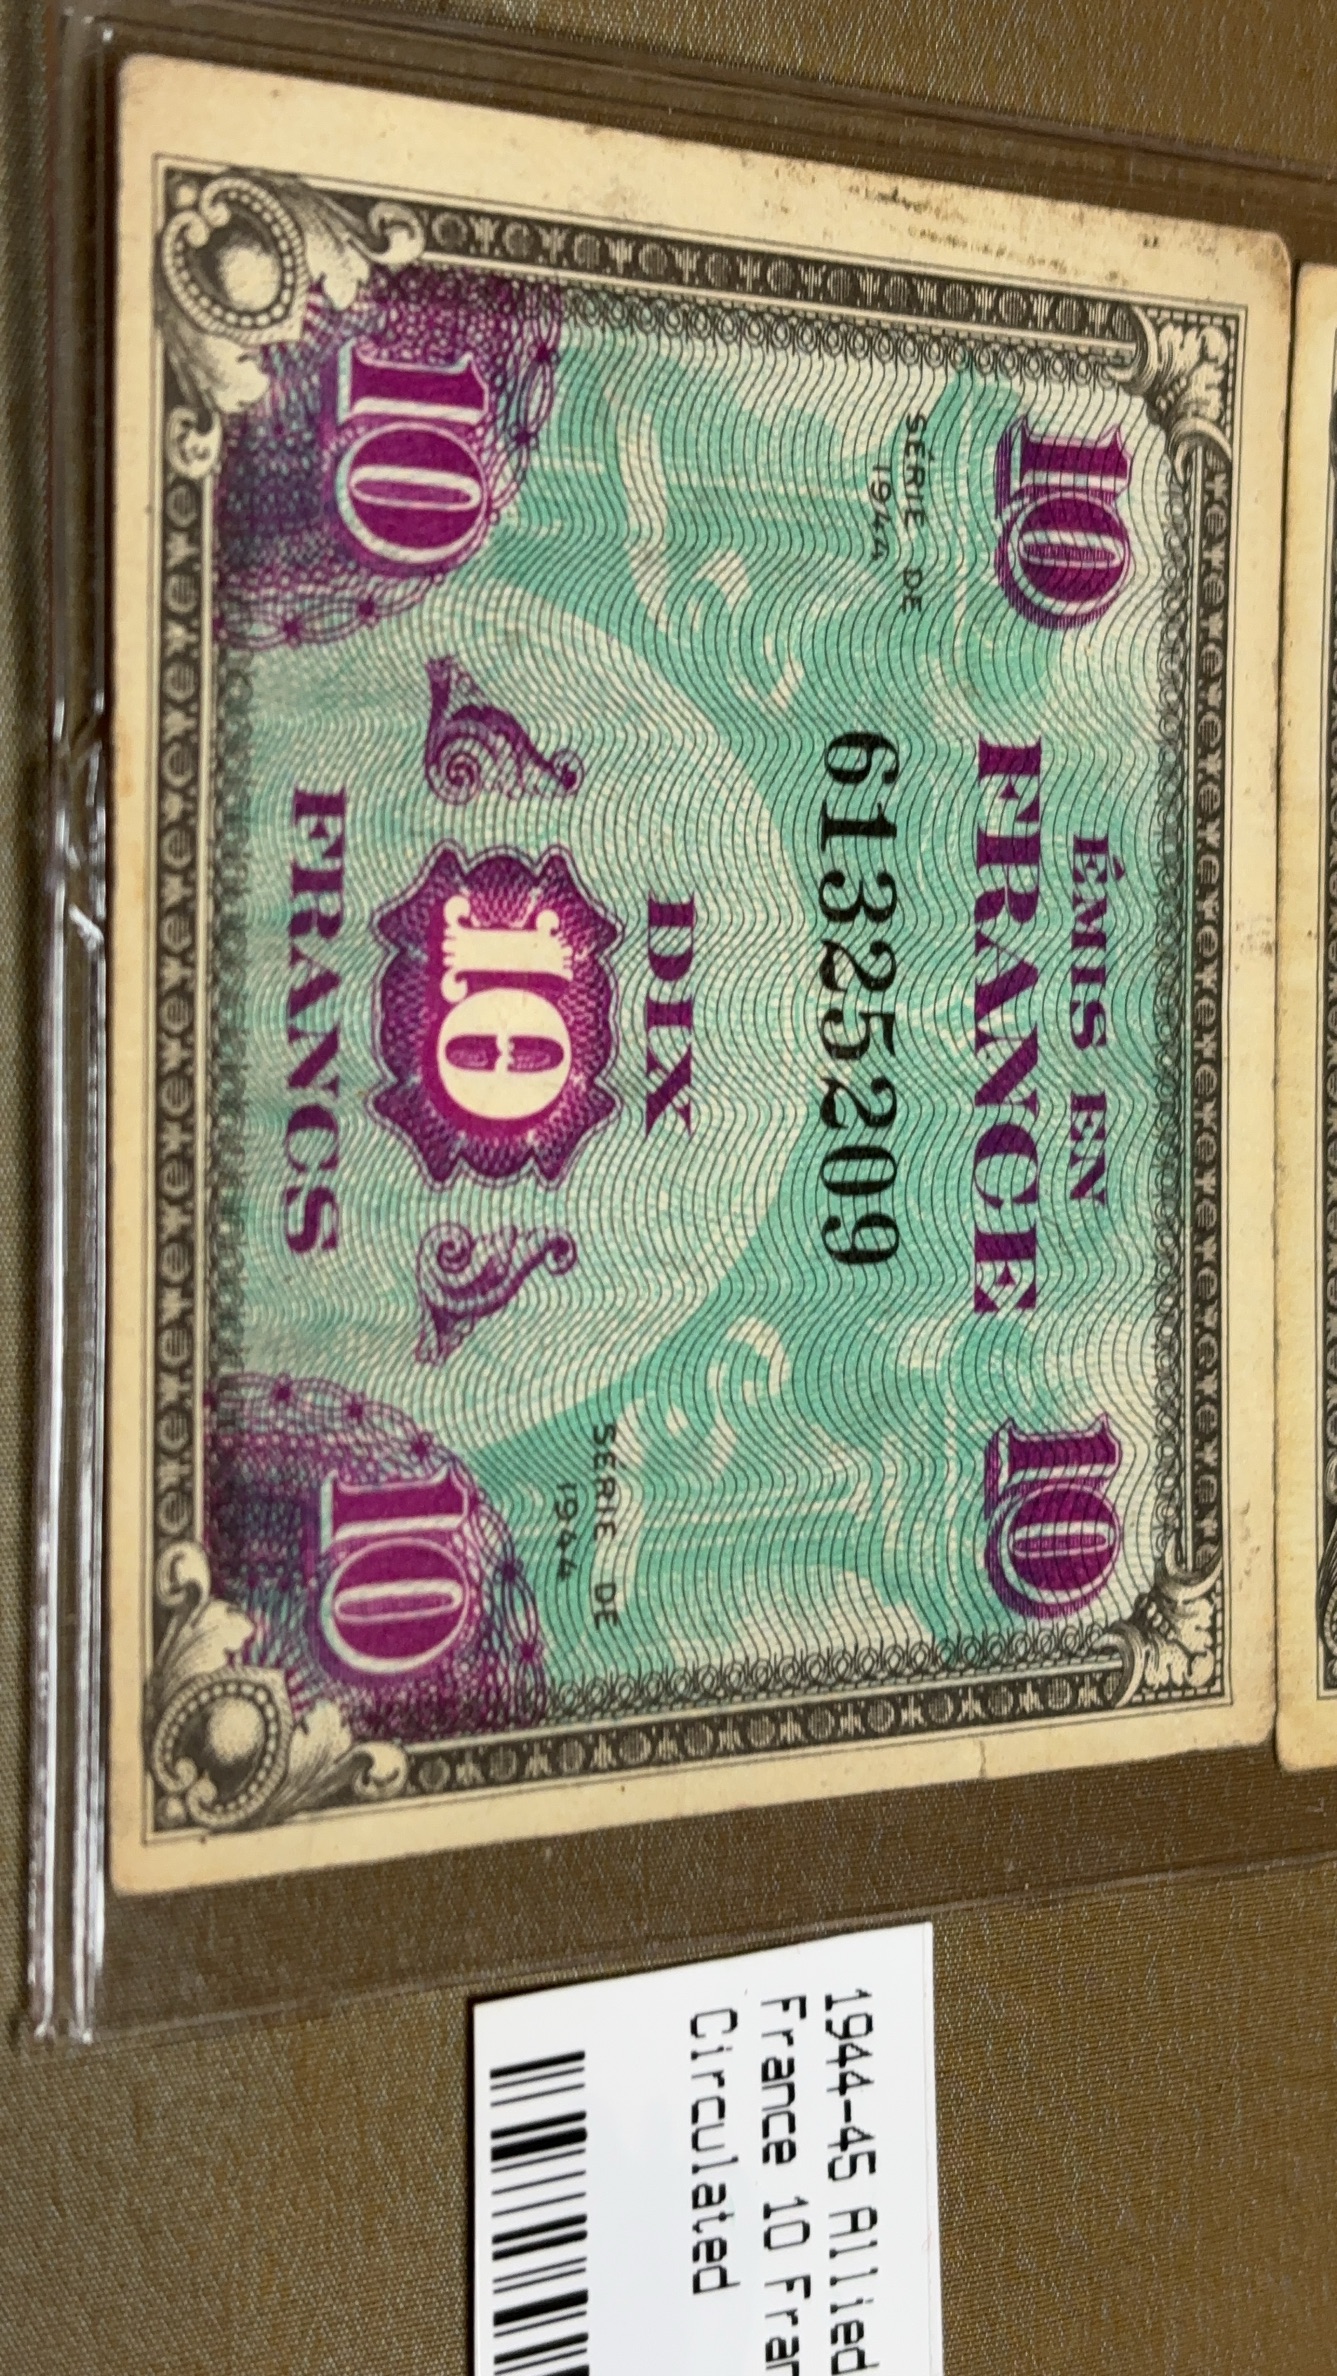 ÉMIS EN
FRANCE
10
10
SÉRIE DE
1944
61325209
DIX
10
FRANCS
SÉRIE DE
1944
10
10
1944-45 Allied
France 10 Fran
Circulated